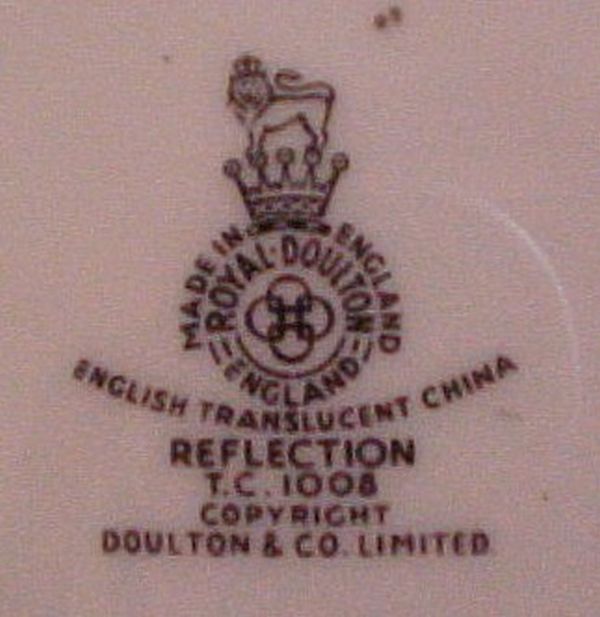 MADE IN ENGLAND
ROYAL·DOULTON
ENGLAND
ENGLISH TRANSLUCENT CHINA
REFLECTION
T.C. 1008
COPYRIGHT
DOULTON & CO. LIMITED